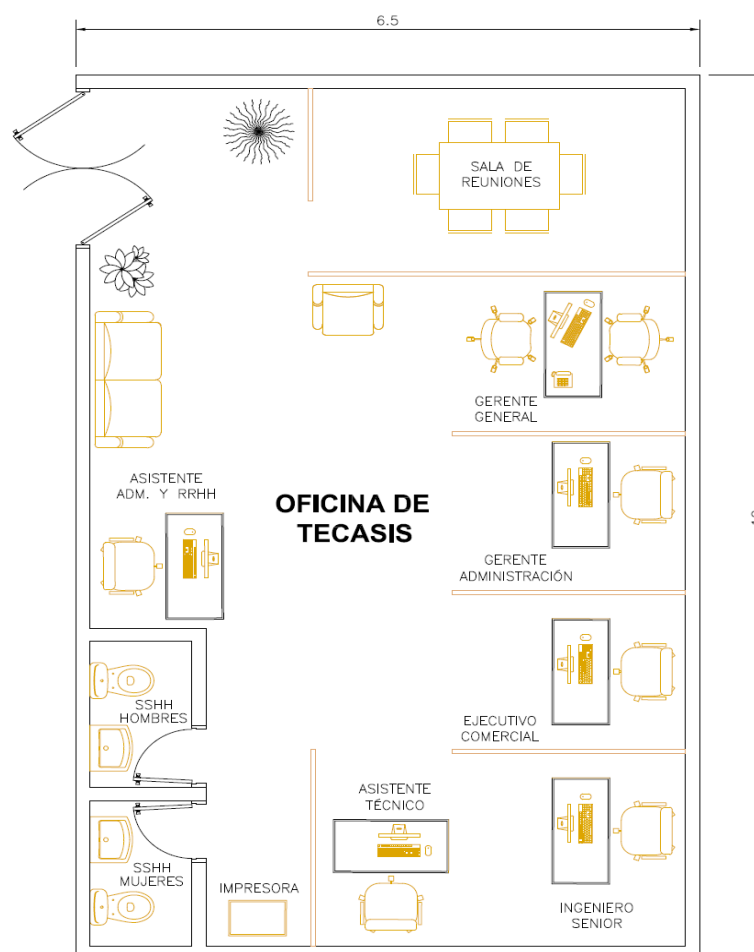 6.5
SALA DE
REUNIONES
GERENTE
GENERAL
ASISTENTE
ADM. Y RRHH
OFICINA DE
TECASIS
GERENTE
ADMINISTRACIÓN
SSHH
HOMBRES
EJECUTIVO
COMERCIAL
ASISTENTE
TÉCNICO
SSHH
MUJERES
IMPRESORA
INGENIERO
SENIOR